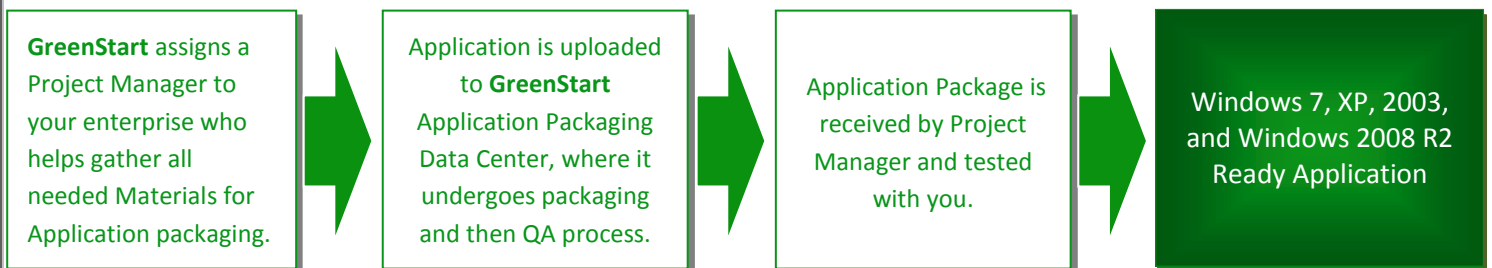 GreenStart assigns a
Project Manager to
your enterprise who
helps gather all
needed Materials for
Application packaging.
Application is uploaded
to GreenStart
Application Packaging
Data Center, where it
undergoes packaging
and then QA process.
Application Package is
received by Project
Manager and tested
with you.
Windows 7, XP, 2003,
and Windows 2008 R2
Ready Application